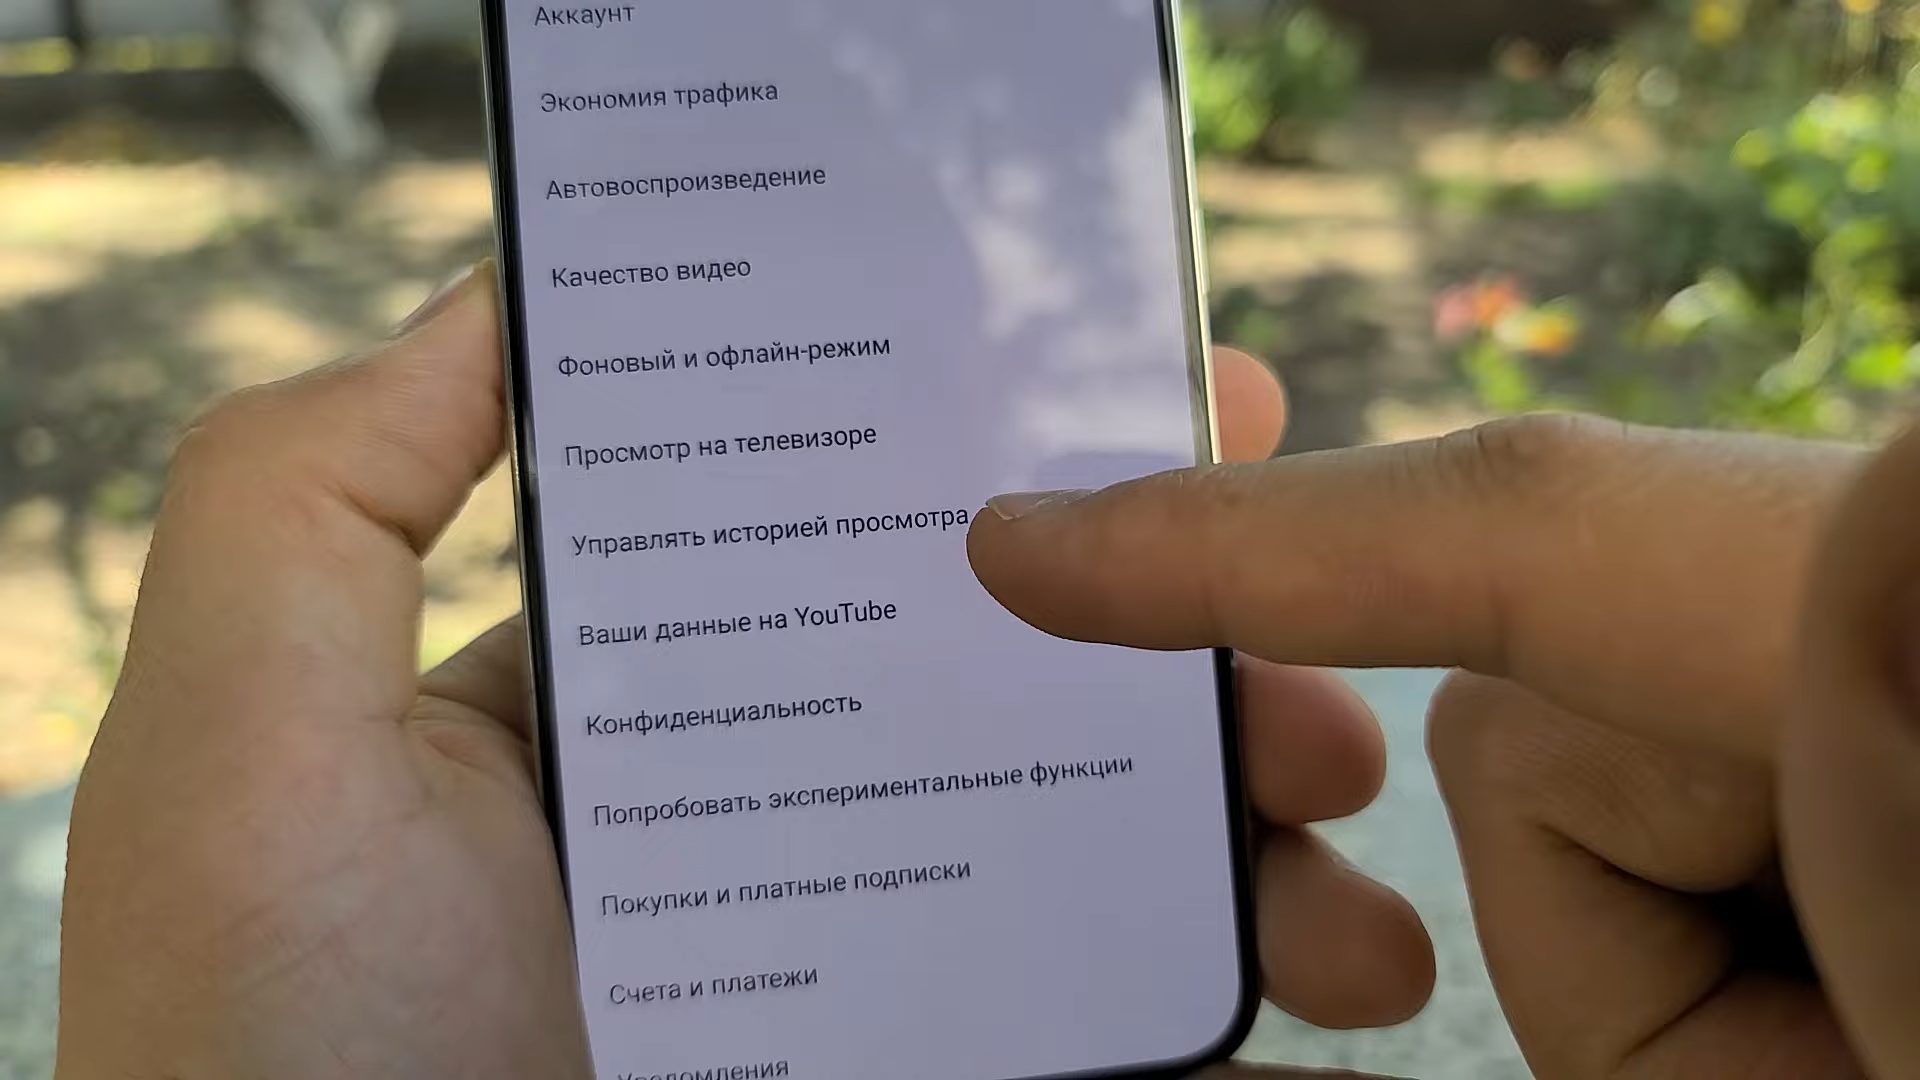 Аккаунт
Экономия трафика
Автовоспроизведение
Качество видео
Фоновый и офлайн-режим
Просмотр на телевизоре
Управлять историей просмотра
Ваши данные на YouTube
Конфиденциальность
Попробовать экспериментальные функции
Покупки и платные подписки
Счета и платежи
Уведомления